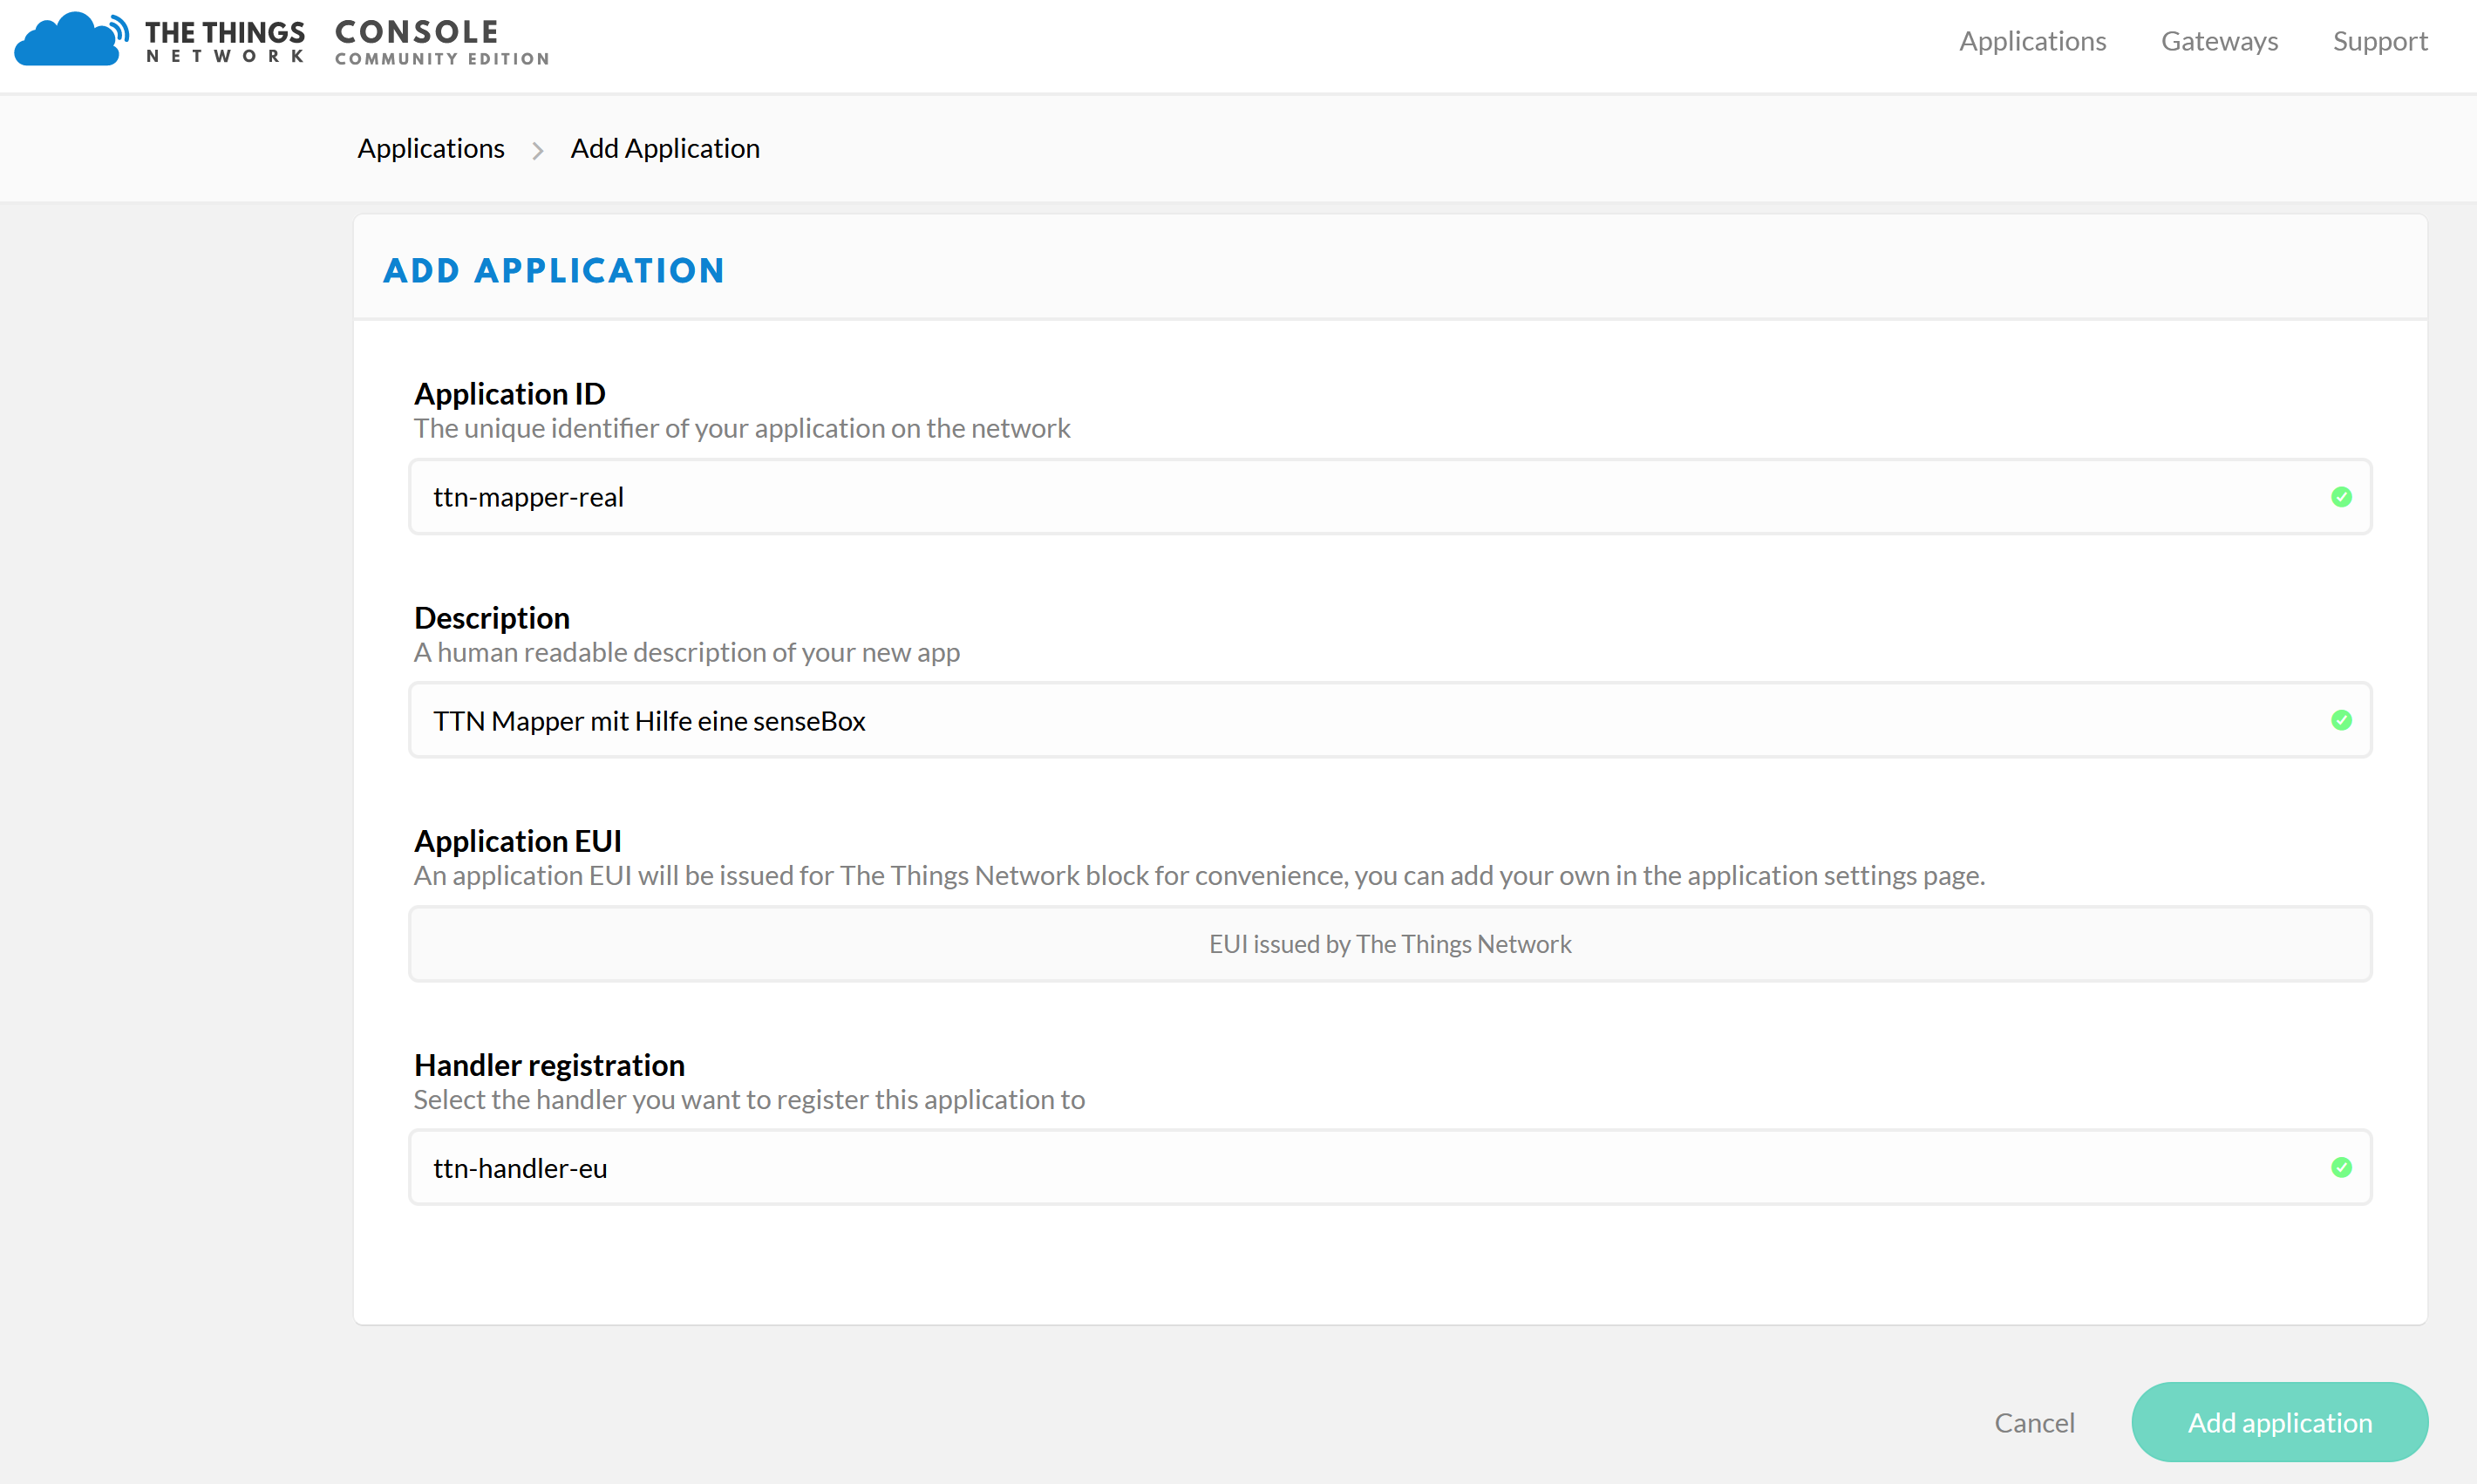 THE THINGS
NETWORK
CONSOLE
COMMUNITY EDITION
Applications
Gateways
Support
Applications
Add Application
ADD APPLICATION
Application ID
The unique identifier of your application on the network
ttn-mapper-real
Description
A human readable description of your new app
TTN Mapper mit Hilfe eine senseBox
Application EUI
An application EUI will be issued for The Things Network block for convenience, you can add your own in the application settings page.
EUI issued by The Things Network
Handler registration
Select the handler you want to register this application to
ttn-handler-eu
Cancel
Add application